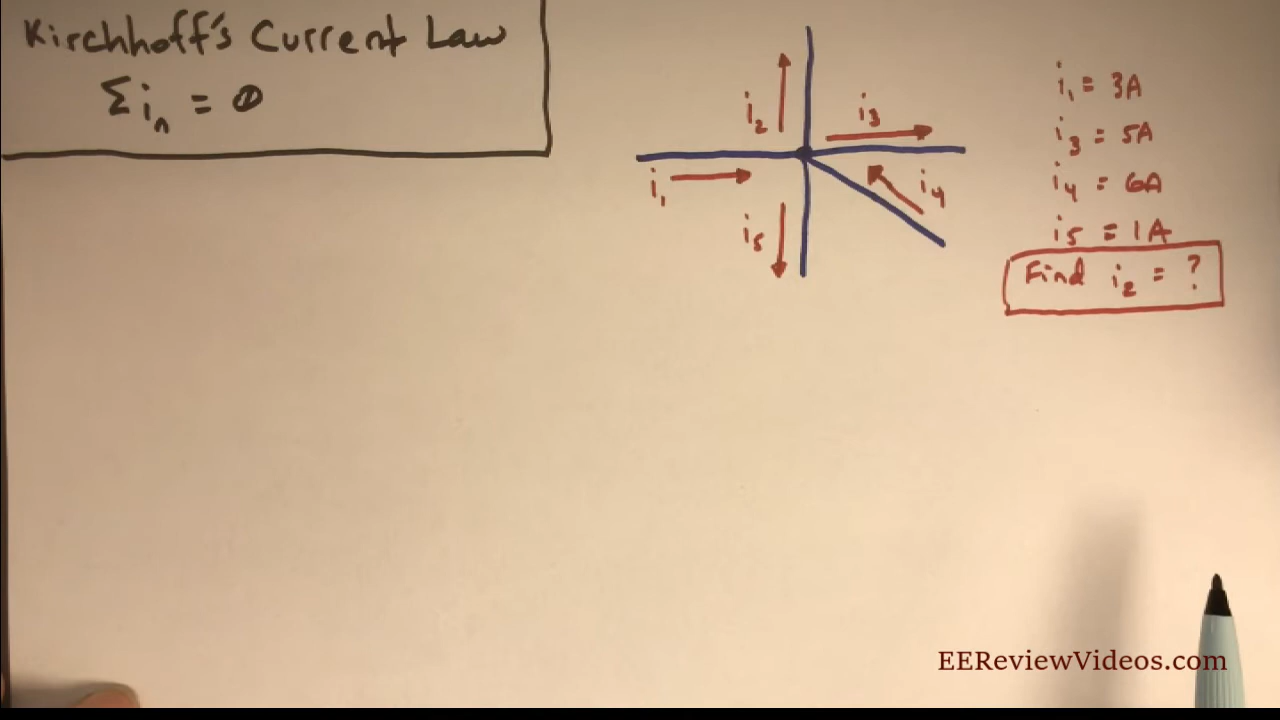 Kirchhoff's Current Law
Σ iₙ = 0
i₂
i₃
i₁
i₄
i₅
i₁ = 3A
i₃ = 5A
i₄ = 6A
i₅ = 1A
Find i₂ = ?
EEReviewVideos.com